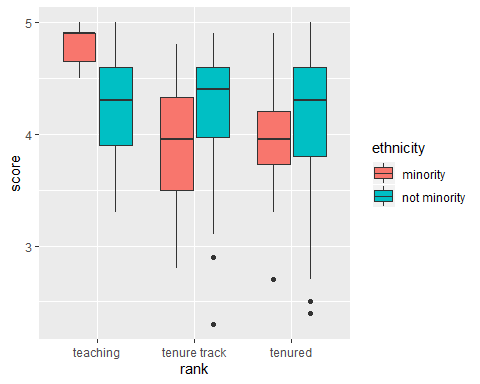 5
4
3
score
teaching
tenure track
tenured
rank
ethnicity
minority
not minority